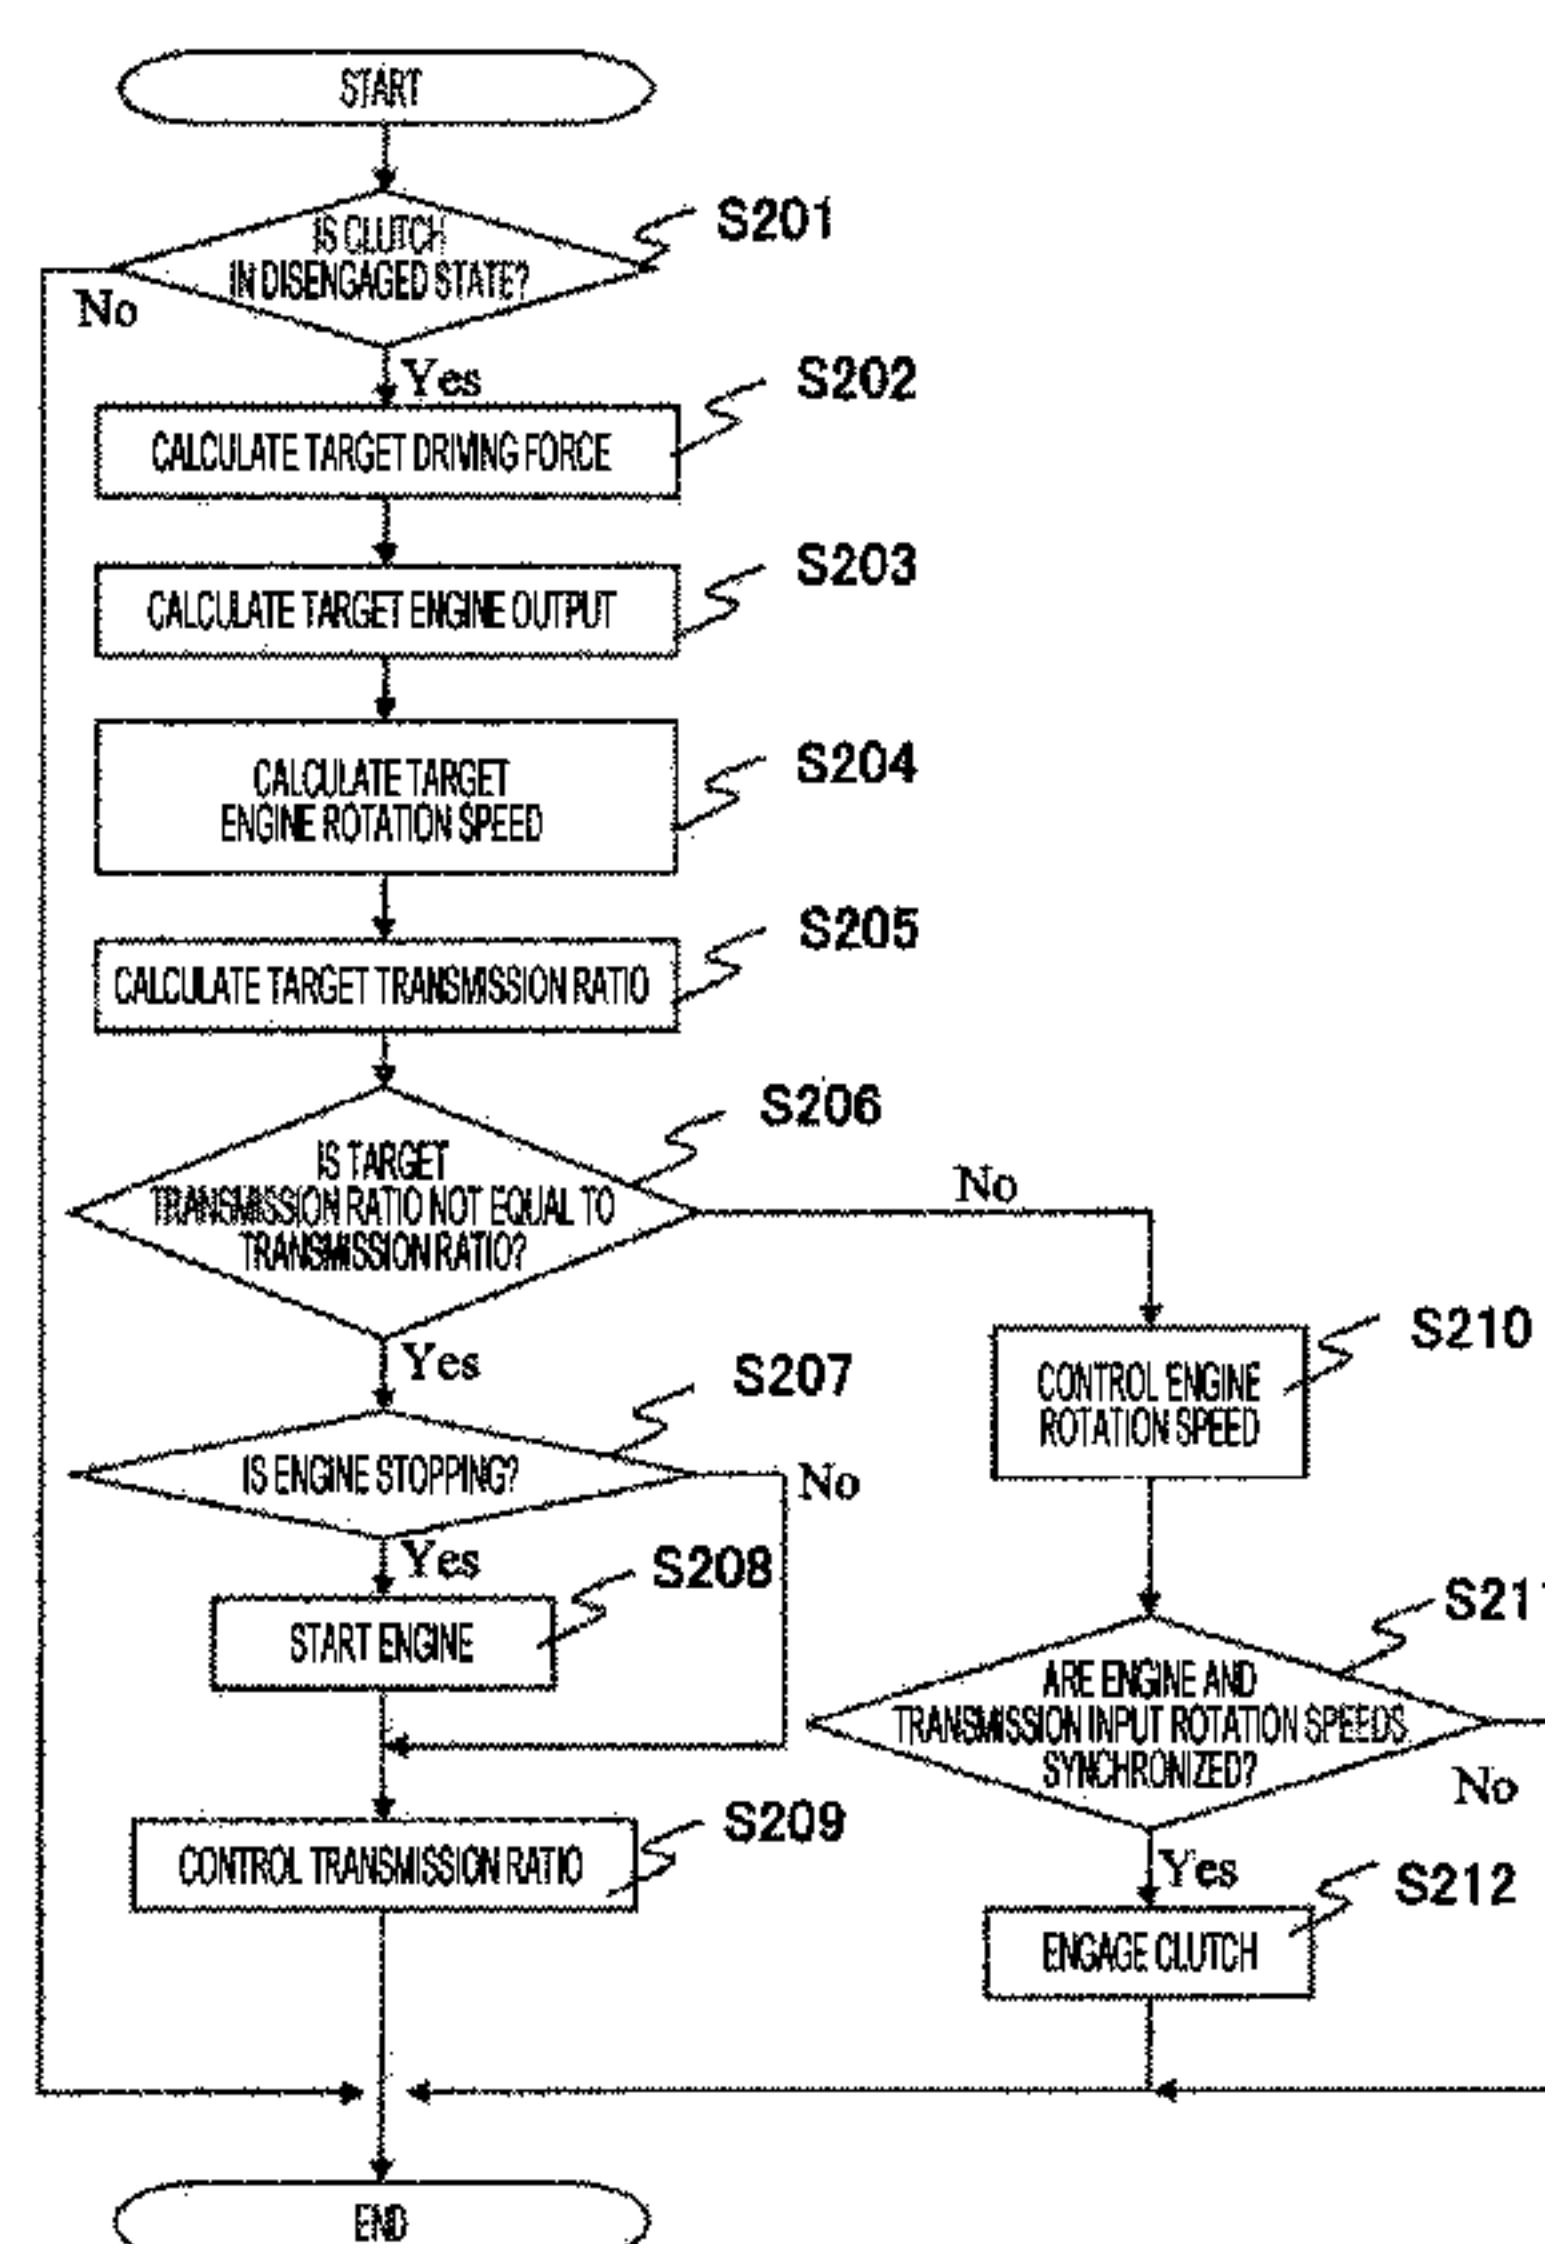 START
IS CLUTCH
IN DISENGAGED STATE?
S201
No
Yes
S202
CALCULATE TARGET DRIVING FORCE
S203
CALCULATE TARGET ENGINE OUTPUT
S204
CALCULATE TARGET
ENGINE ROTATION SPEED
S205
CALCULATE TARGET TRANSMISSION RATIO
S206
IS TARGET
TRANSMISSION RATIO NOT EQUAL TO
TRANSMISSION RATIO?
No
Yes
S207
IS ENGINE STOPPING?
No
Yes
S208
START ENGINE
S209
CONTROL TRANSMISSION RATIO
S210
CONTROL ENGINE
ROTATION SPEED
S211
ARE ENGINE AND
TRANSMISSION INPUT ROTATION SPEEDS
SYNCHRONIZED?
No
Yes
S212
ENGAGE CLUTCH
END